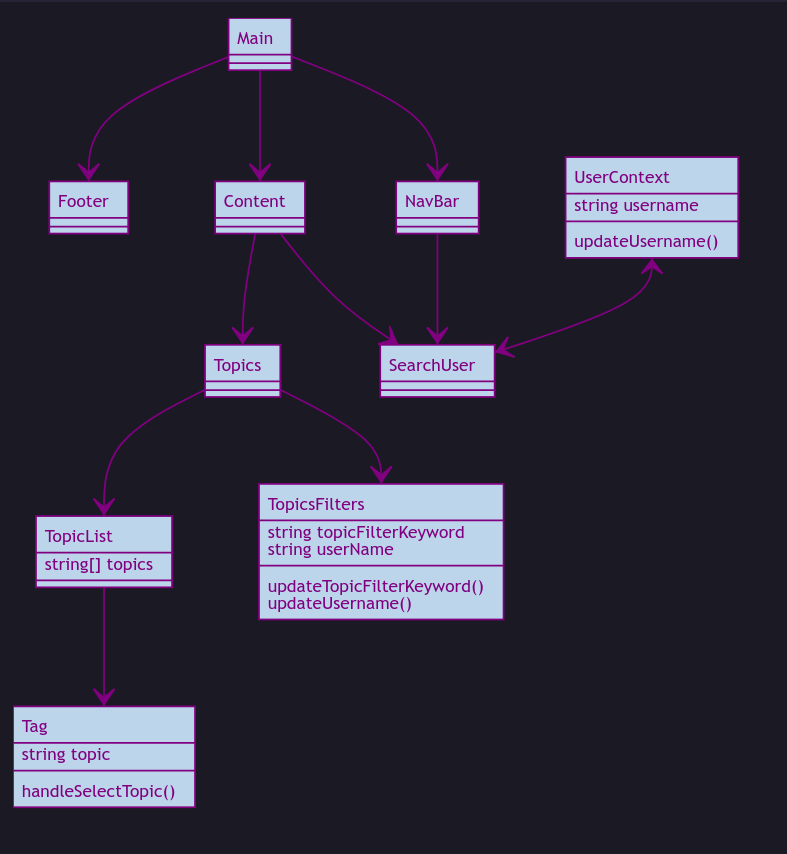 Main
Footer
Content
NavBar
UserContext
string username
updateUsername()
Topics
SearchUser
TopicList
string[] topics
TopicsFilters
string topicFilterKeyword
string userName
updateTopicFilterKeyword()
updateUsername()
Tag
string topic
handleSelectTopic()